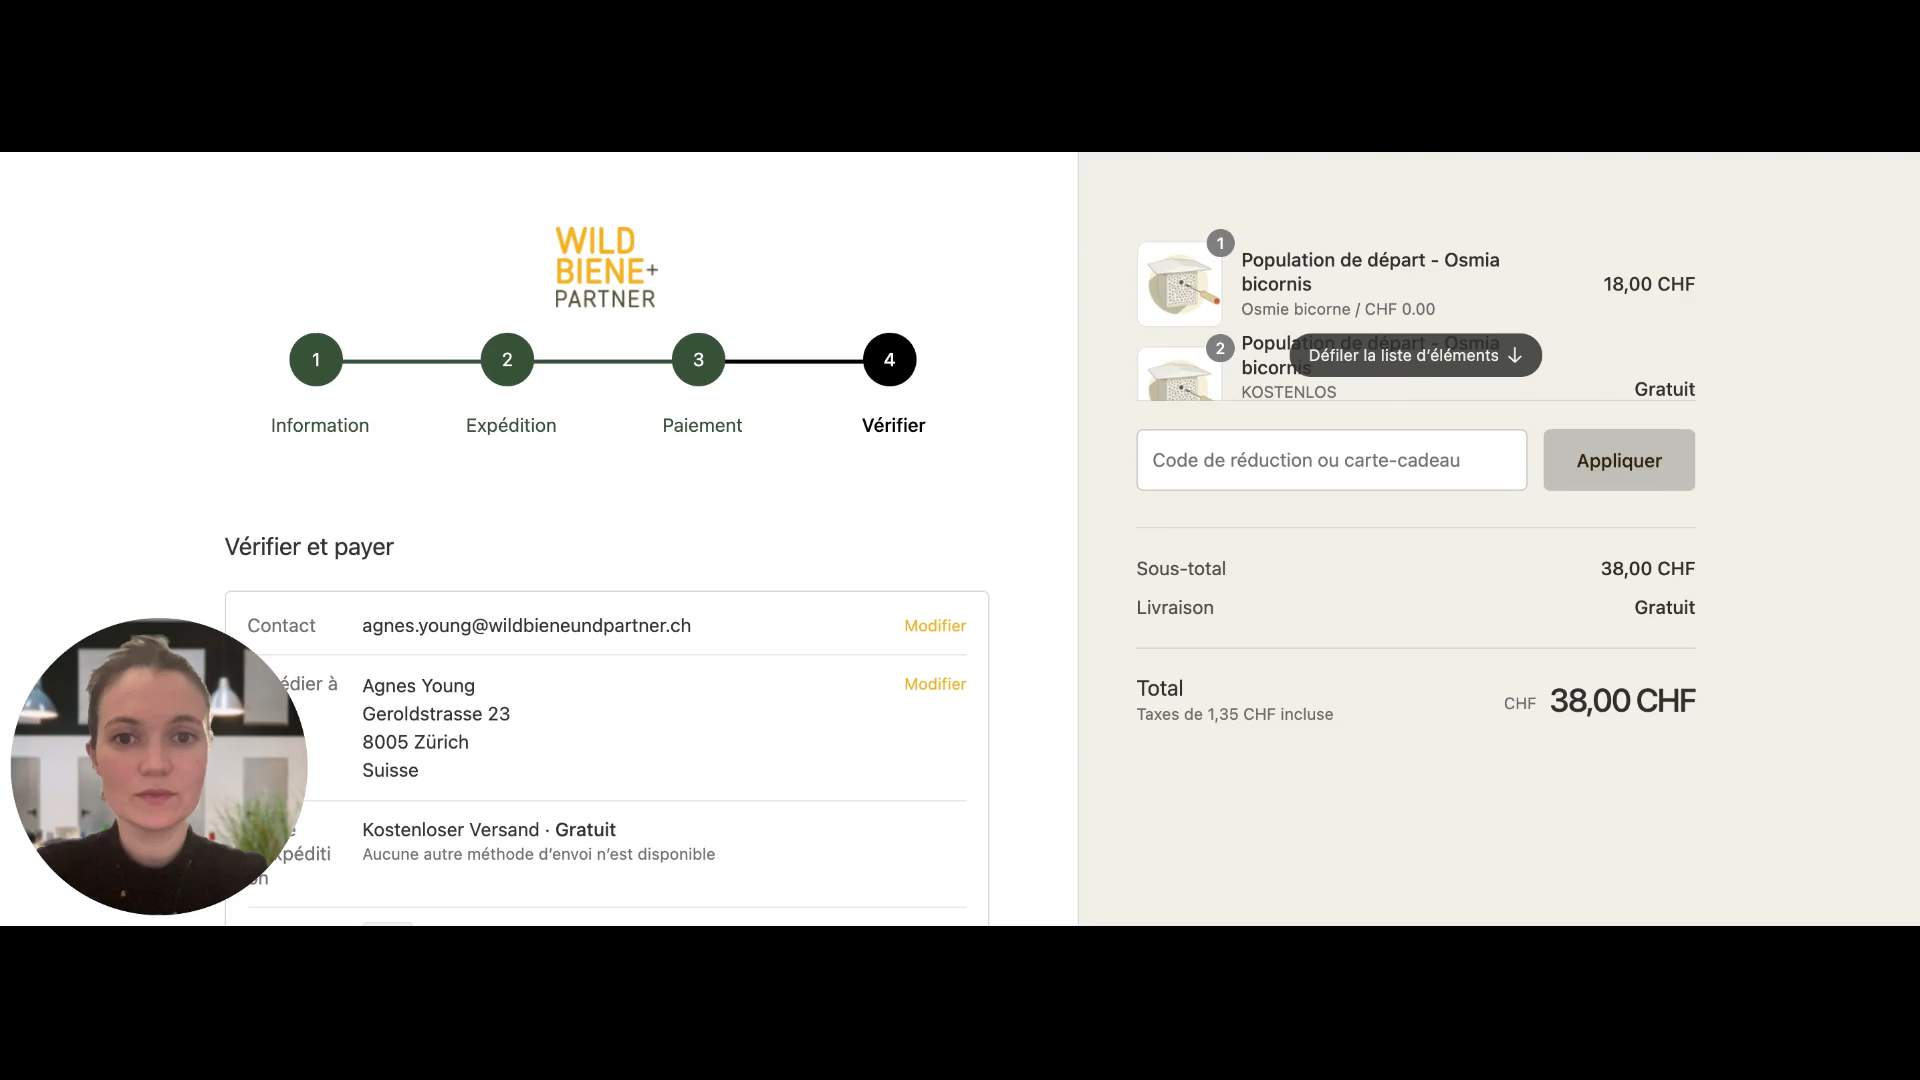 WILD
BIENE+
PARTNER
1
2
3
4
Information
Expédition
Paiement
Vérifier
Vérifier et payer
Contact
agnes.young@wildbieneundpartner.ch
Modifier
édier à
Agnes Young
Geroldstrasse 23
8005 Zürich
Suisse
Modifier
Kostenloser Versand · Gratuit
Aucune autre méthode d'envoi n'est disponible
1
Population de départ - Osmia
bicornis
Osmie bicorne / CHF 0.00
18,00 CHF
2
bicornis
KOSTENLOS
Gratuit
Défiler la liste d'éléments ↓
Code de réduction ou carte-cadeau
Appliquer
Sous-total
38,00 CHF
Livraison
Gratuit
Total
Taxes de 1,35 CHF incluse
CHF 38,00 CHF